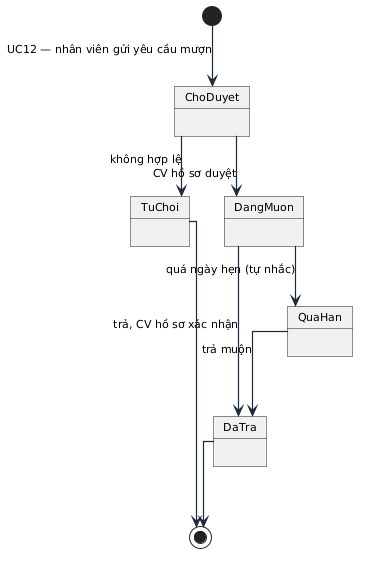 UC12 — nhân viên gửi yêu cầu mượn
ChoDuyet
không hợp lệ
CV hồ sơ duyệt
TuChoi
DangMuon
quá ngày hẹn (tự nhắc)
QuaHan
trả, CV hồ sơ xác nhận
trả muộn
DaTra